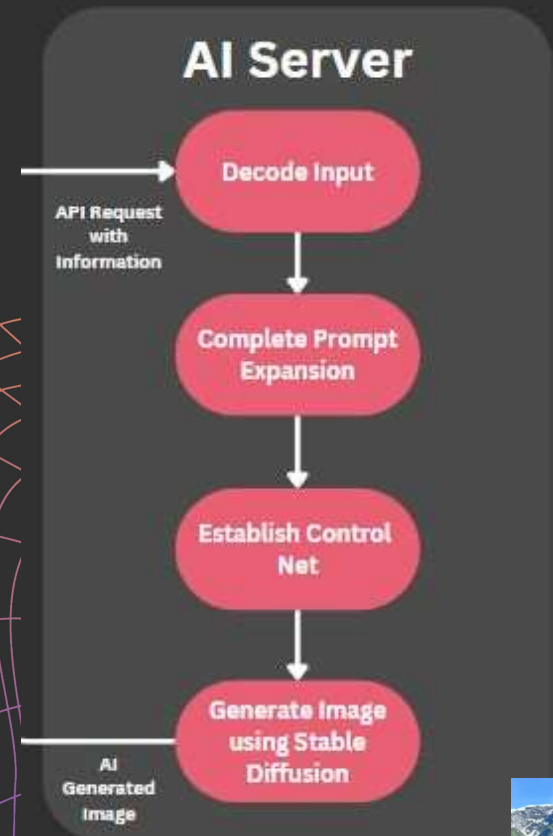 AI Server
Decode Input
API Request
with
Information
Complete Prompt
Expansion
Establish Control
Net
Generate Image
using Stable
Diffusion
AI
Generated
Image